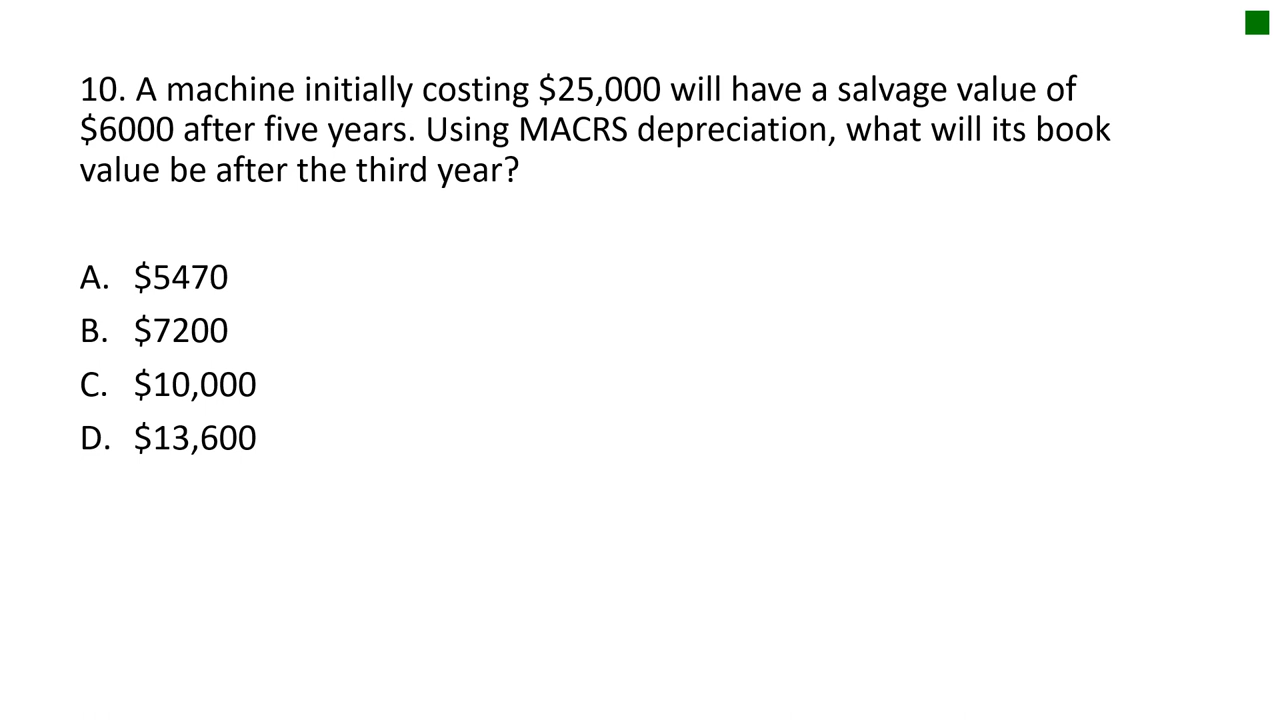 10. A machine initially costing $25,000 will have a salvage value of
$6000 after five years. Using MACRS depreciation, what will its book
value be after the third year?
A. $5470
B. $7200
C. $10,000
D. $13,600